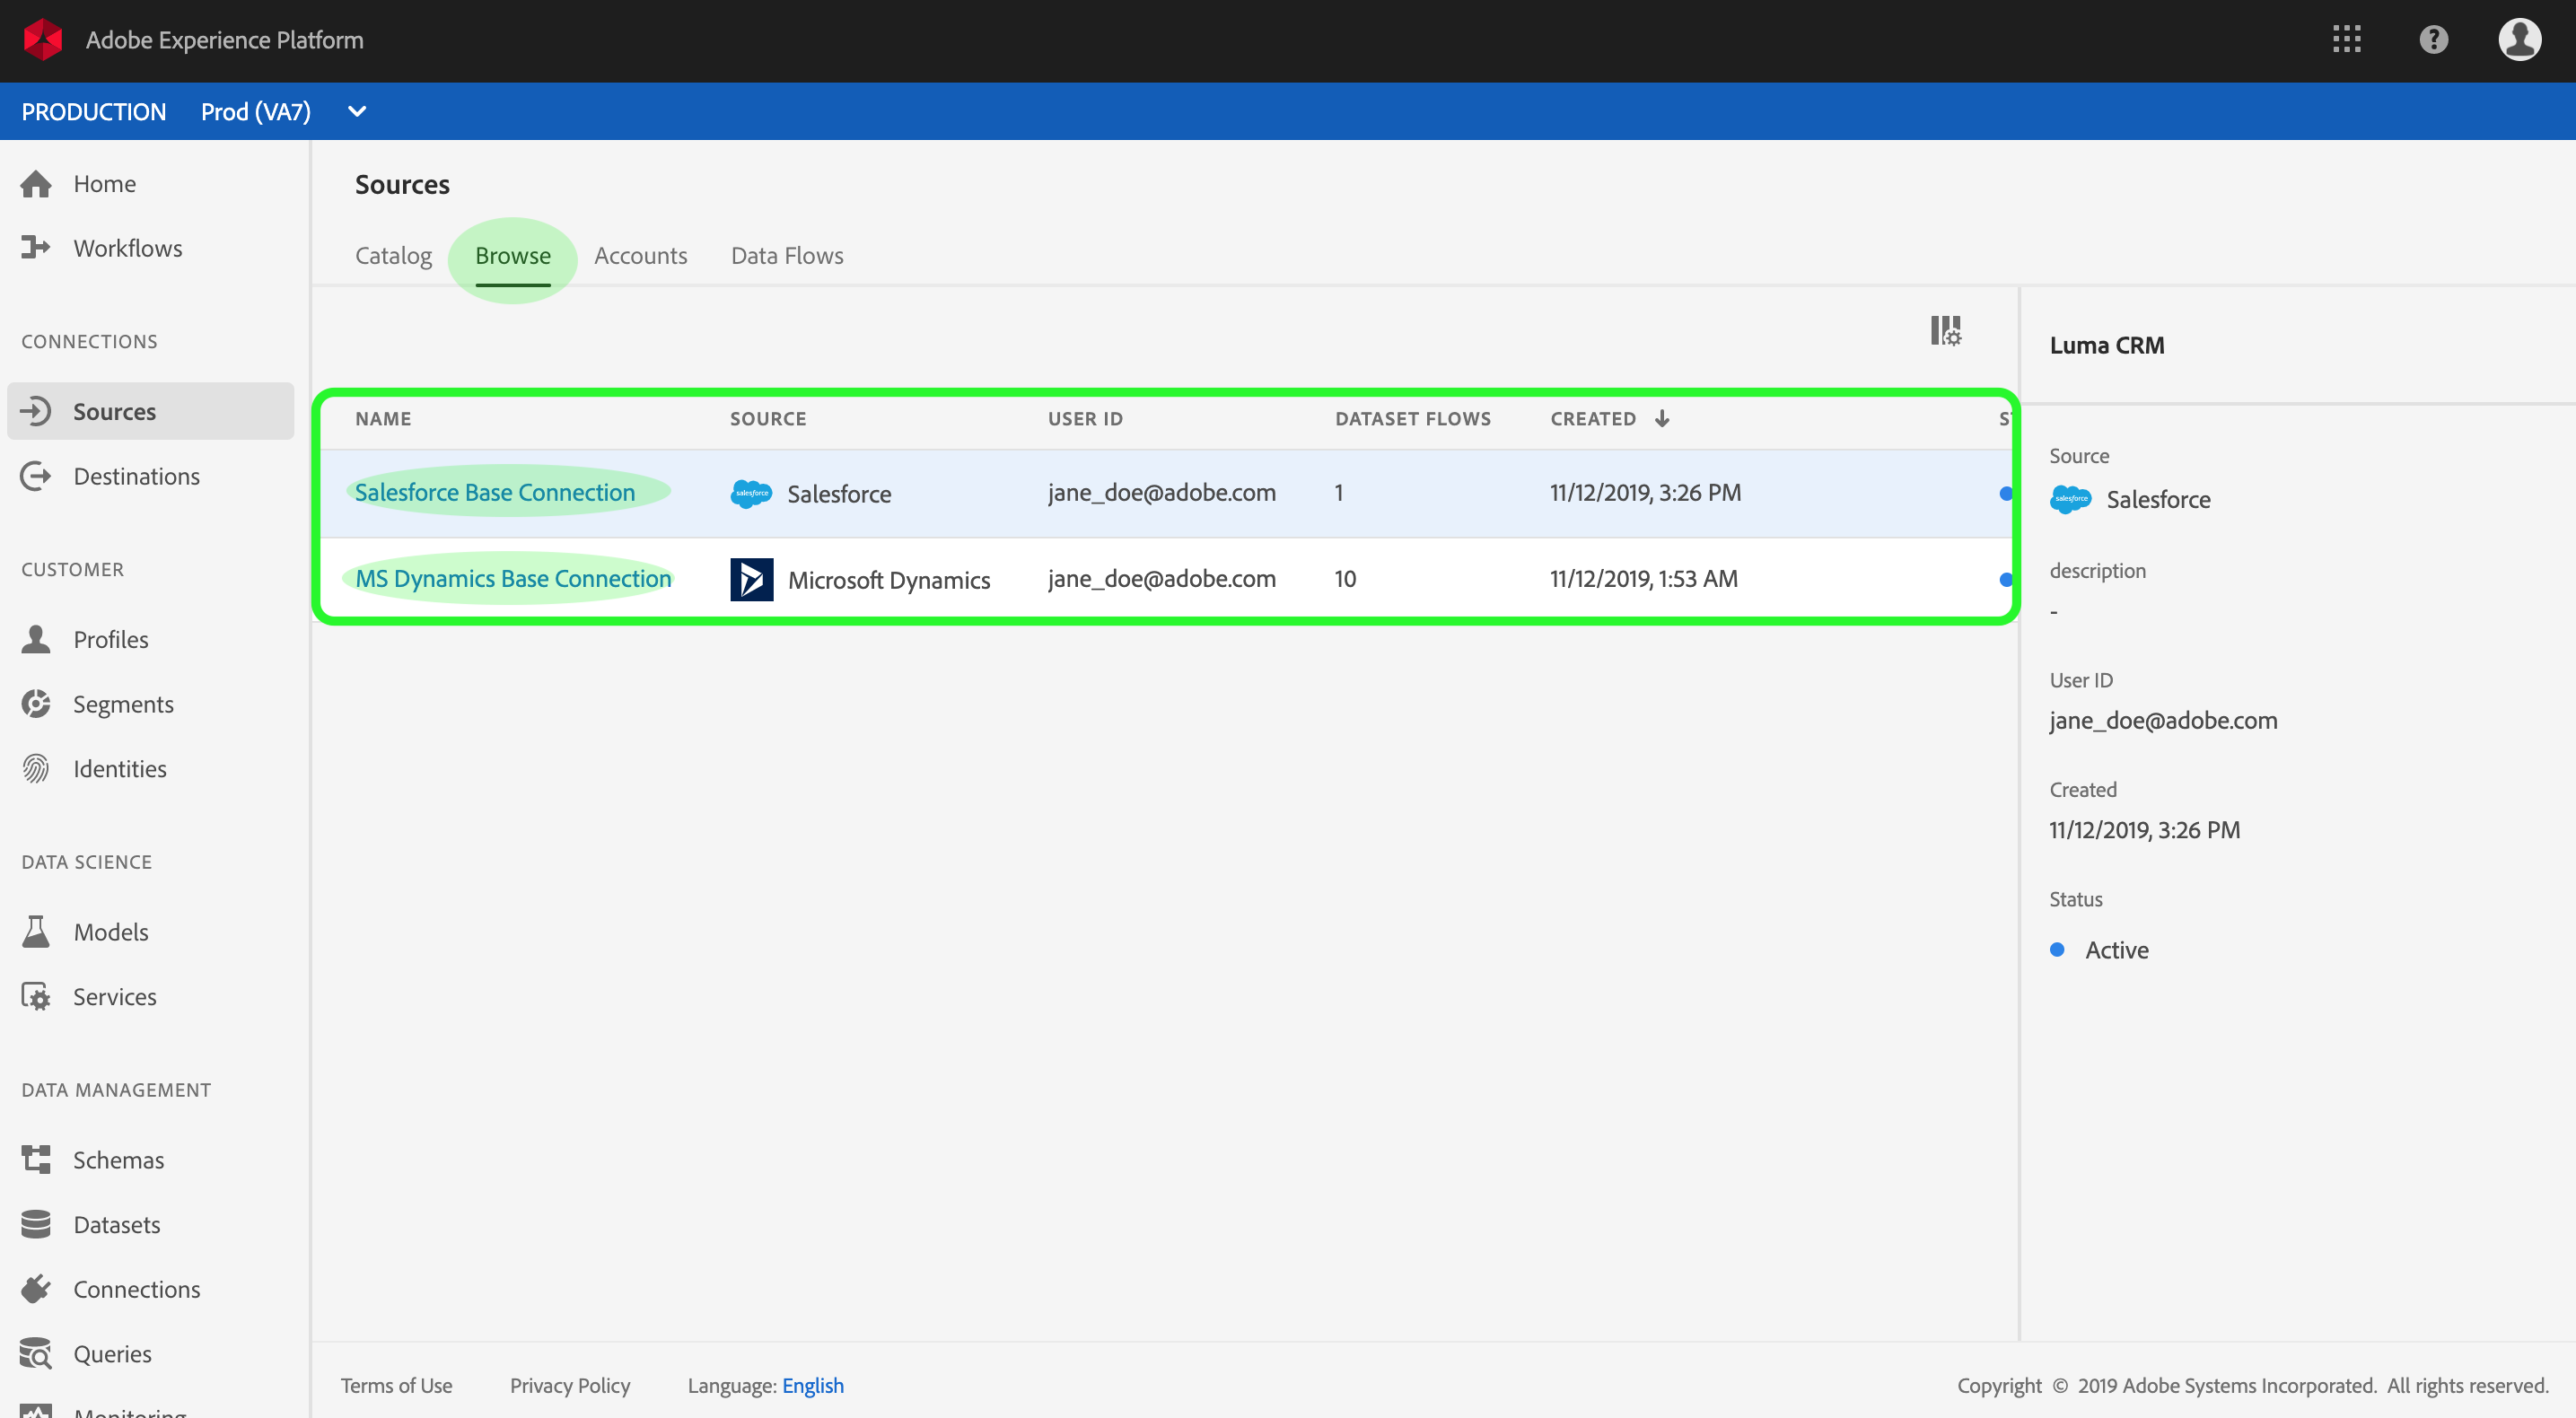 Adobe Experience Platform
PRODUCTION Prod (VA7)
Home
Workflows
CONNECTIONS
Sources
Destinations
CUSTOMER
Profiles
Segments
Identities
DATA SCIENCE
Models
Services
DATA MANAGEMENT
Schemas
Datasets
Connections
Queries
Monitoring
Sources
Catalog Browse Accounts Data Flows
NAME SOURCE USER ID DATASET FLOWS CREATED
Salesforce Base Connection salesforce Salesforce jane_doe@adobe.com 1 11/12/2019, 3:26 PM
MS Dynamics Base Connection Microsoft Dynamics jane_doe@adobe.com 10 11/12/2019, 1:53 AM
Luma CRM
Source
salesforce Salesforce
description
-
User ID
jane_doe@adobe.com
Created
11/12/2019, 3:26 PM
Status
Active
Terms of Use Privacy Policy Language: English Copyright © 2019 Adobe Systems Incorporated. All rights reserved.